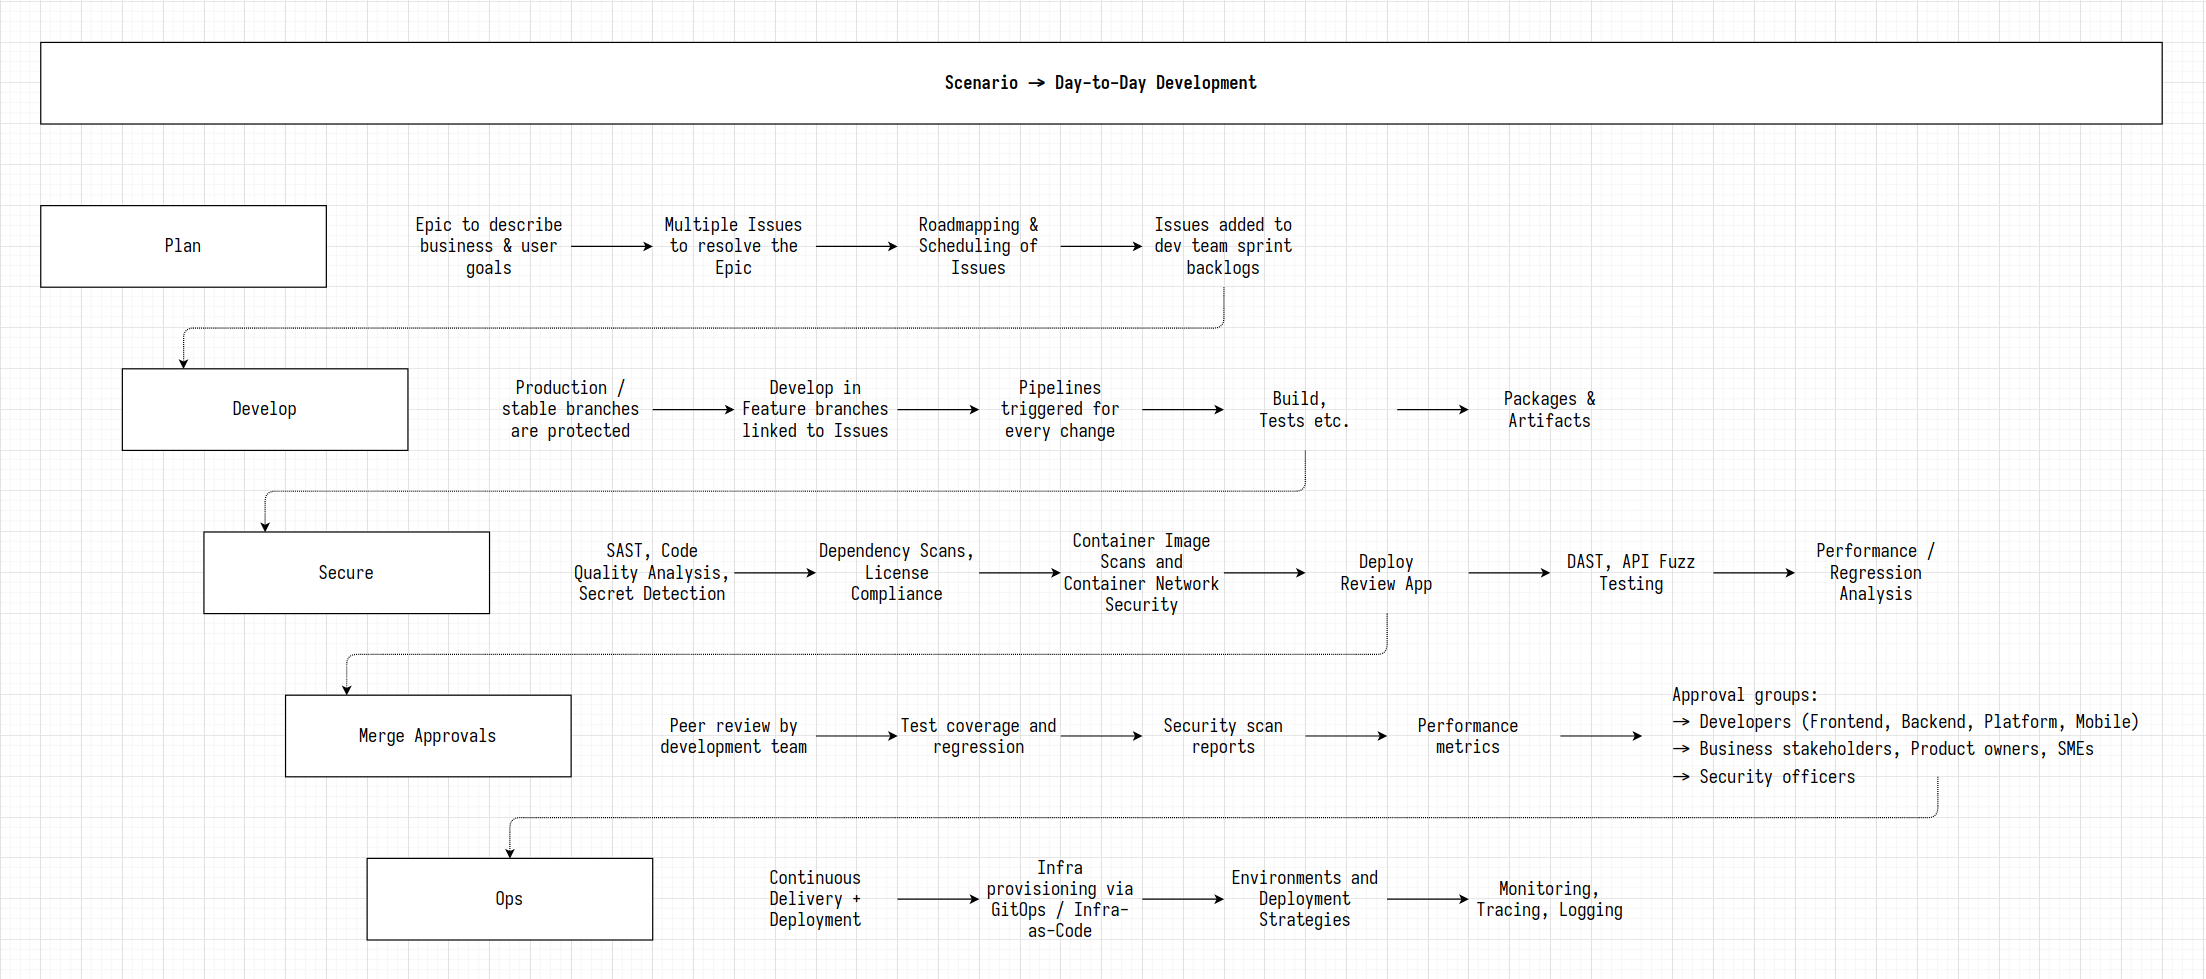 Scenario → Day-to-Day Development
Plan
Epic to describe
business & user
goals
Multiple Issues
to resolve the
Epic
Roadmapping &
Scheduling of
Issues
Issues added to
dev team sprint
backlogs
Develop
Production /
stable branches
are protected
Develop in
Feature branches
linked to Issues
Pipelines
triggered for
every change
Build,
Tests etc.
Packages &
Artifacts
Secure
SAST, Code
Quality Analysis,
Secret Detection
Dependency Scans,
License
Compliance
Container Image
Scans and
Container Network
Security
Deploy
Review App
DAST, API Fuzz
Testing
Performance /
Regression
Analysis
Merge Approvals
Peer review by
development team
Test coverage and
regression
Security scan
reports
Performance
metrics
Approval groups:
→ Developers (Frontend, Backend, Platform, Mobile)
→ Business stakeholders, Product owners, SMEs
→ Security officers
Ops
Continuous
Delivery +
Deployment
Infra
provisioning via
GitOps / Infra-
as-Code
Environments and
Deployment
Strategies
Monitoring,
Tracing, Logging